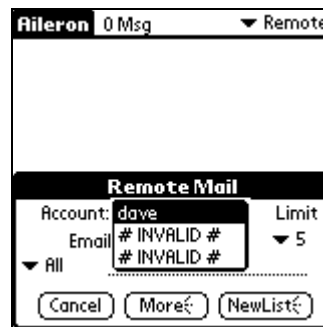 Aileron 0 Msg Remote
Remote Mail
Account: dave Limit
Email # INVALID # 5
All # INVALID #
Cancel More NewList